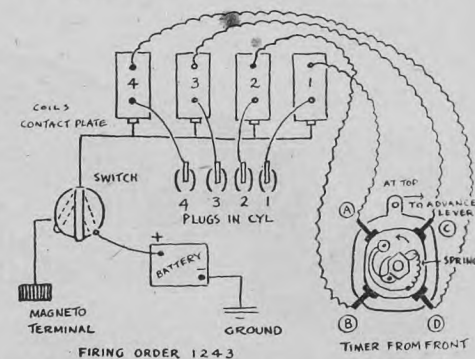 4 3 2 1
COILS
CONTACT PLATE
SWITCH
4 3 2 1
PLUGS IN CYL
AT TOP
TO ADVANCE
LEVER
A
C
SPRING
+
BATTERY
-
B
D
MAGNETO
TERMINAL
GROUND
TIMER FROM FRONT
FIRING ORDER 1243